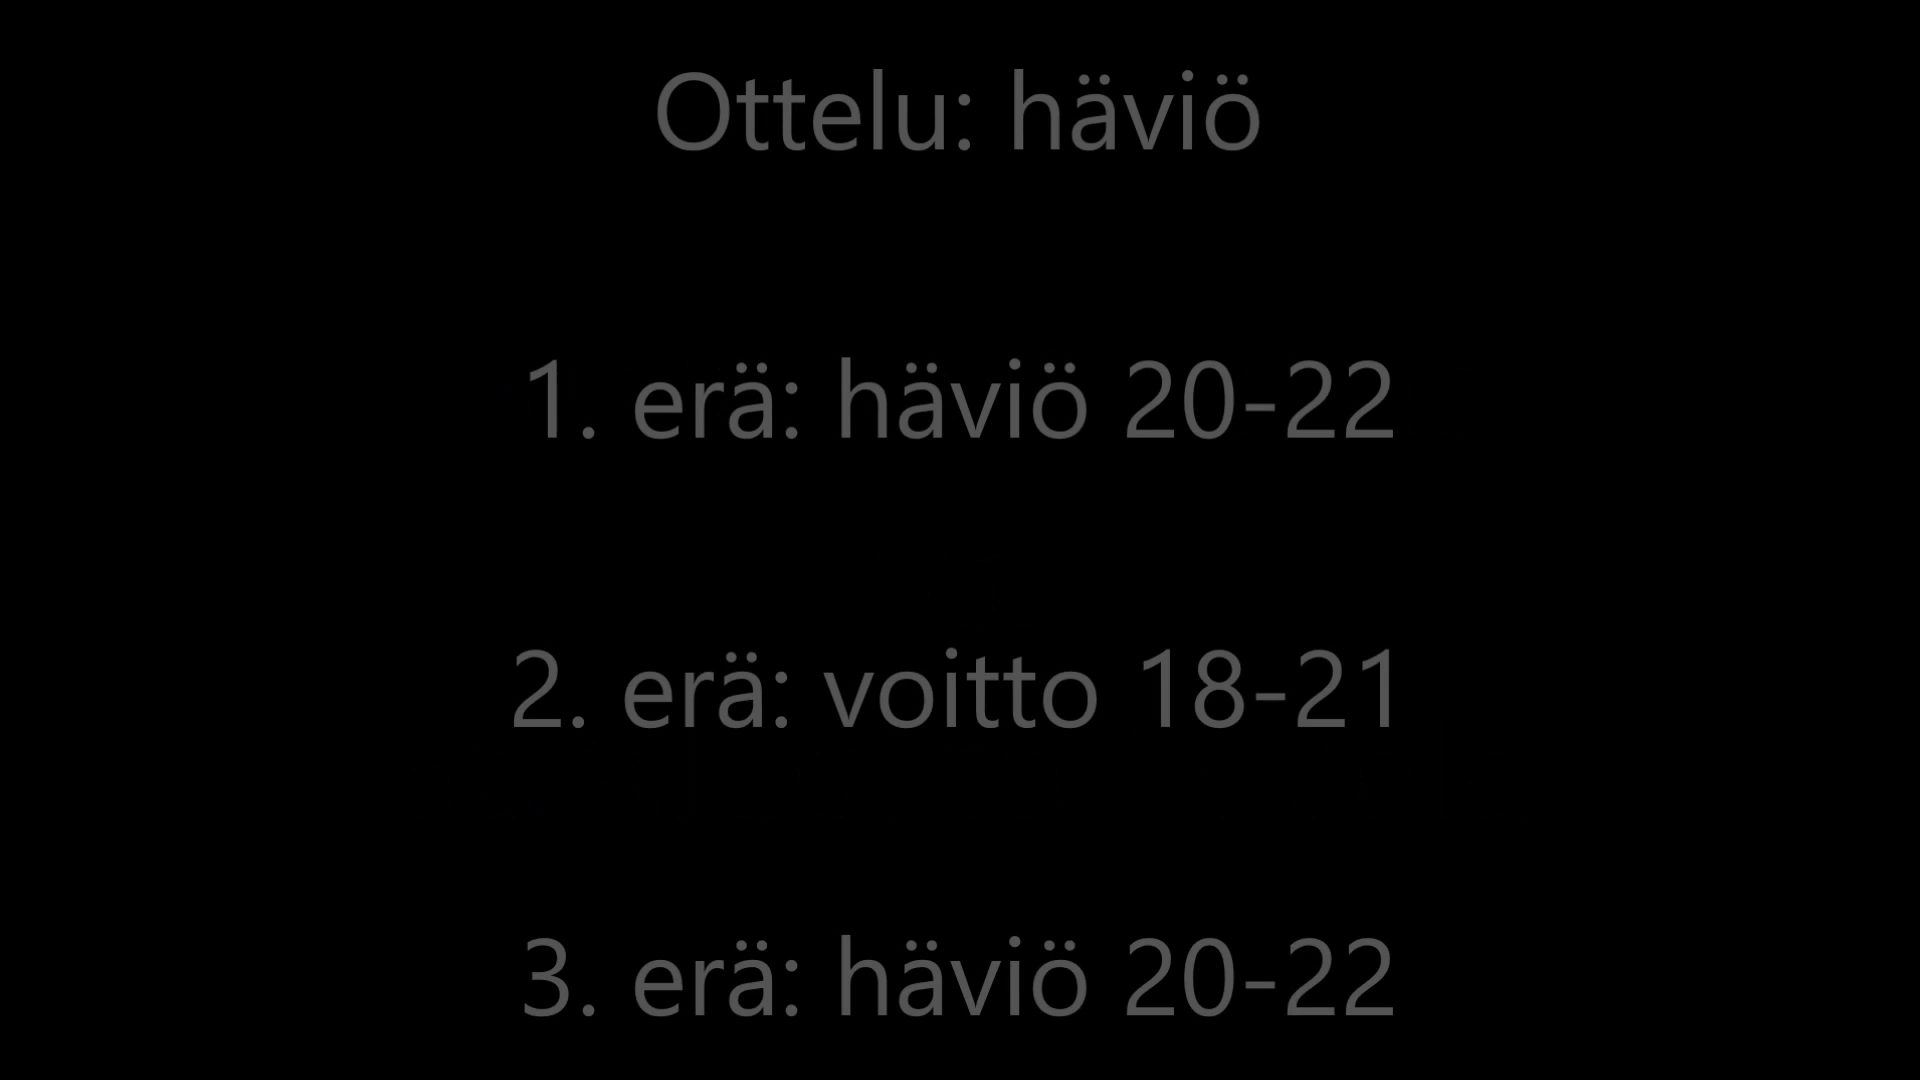 Ottelu: häviö
1. erä: häviö 20-22
2. erä: voitto 18-21
3. erä: häviö 20-22